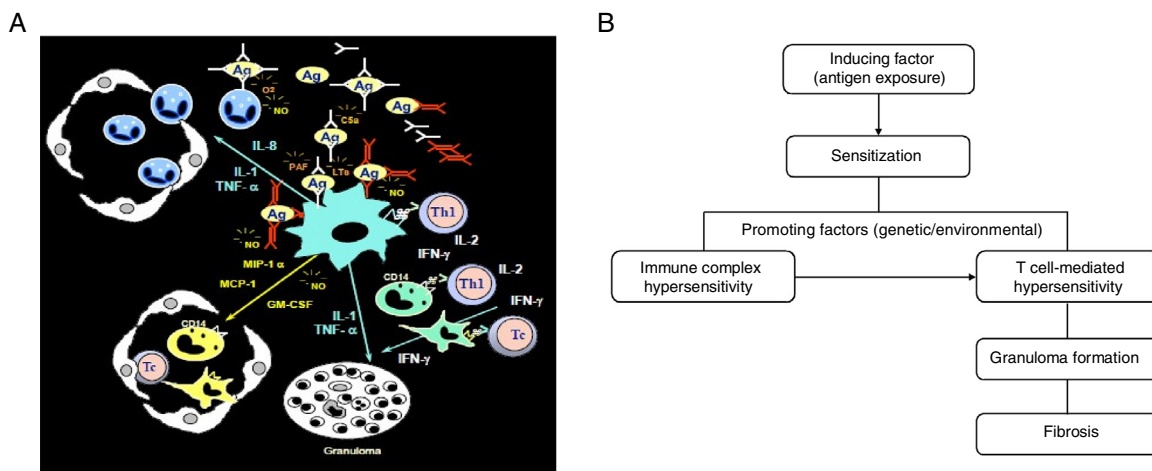 A
B
Ag
O2
NO
Ag
Ag
Ag
C5a
Ag
IL-8
PAF
LTs
IL-1
TNF- α
Ag
Ag
NO
Ag
NO
Th1
IL-2
IFN-γ
MIP-1 α
NO
MCP-1
GM-CSF
CD14
Th1
IL-2
IFN-γ
IL-1
TNF- α
Tc
IFN-γ
CD14
Tc
Granuloma
Inducing factor
(antigen exposure)
Sensitization
Promoting factors (genetic/environmental)
Immune complex
hypersensitivity
T cell-mediated
hypersensitivity
Granuloma formation
Fibrosis